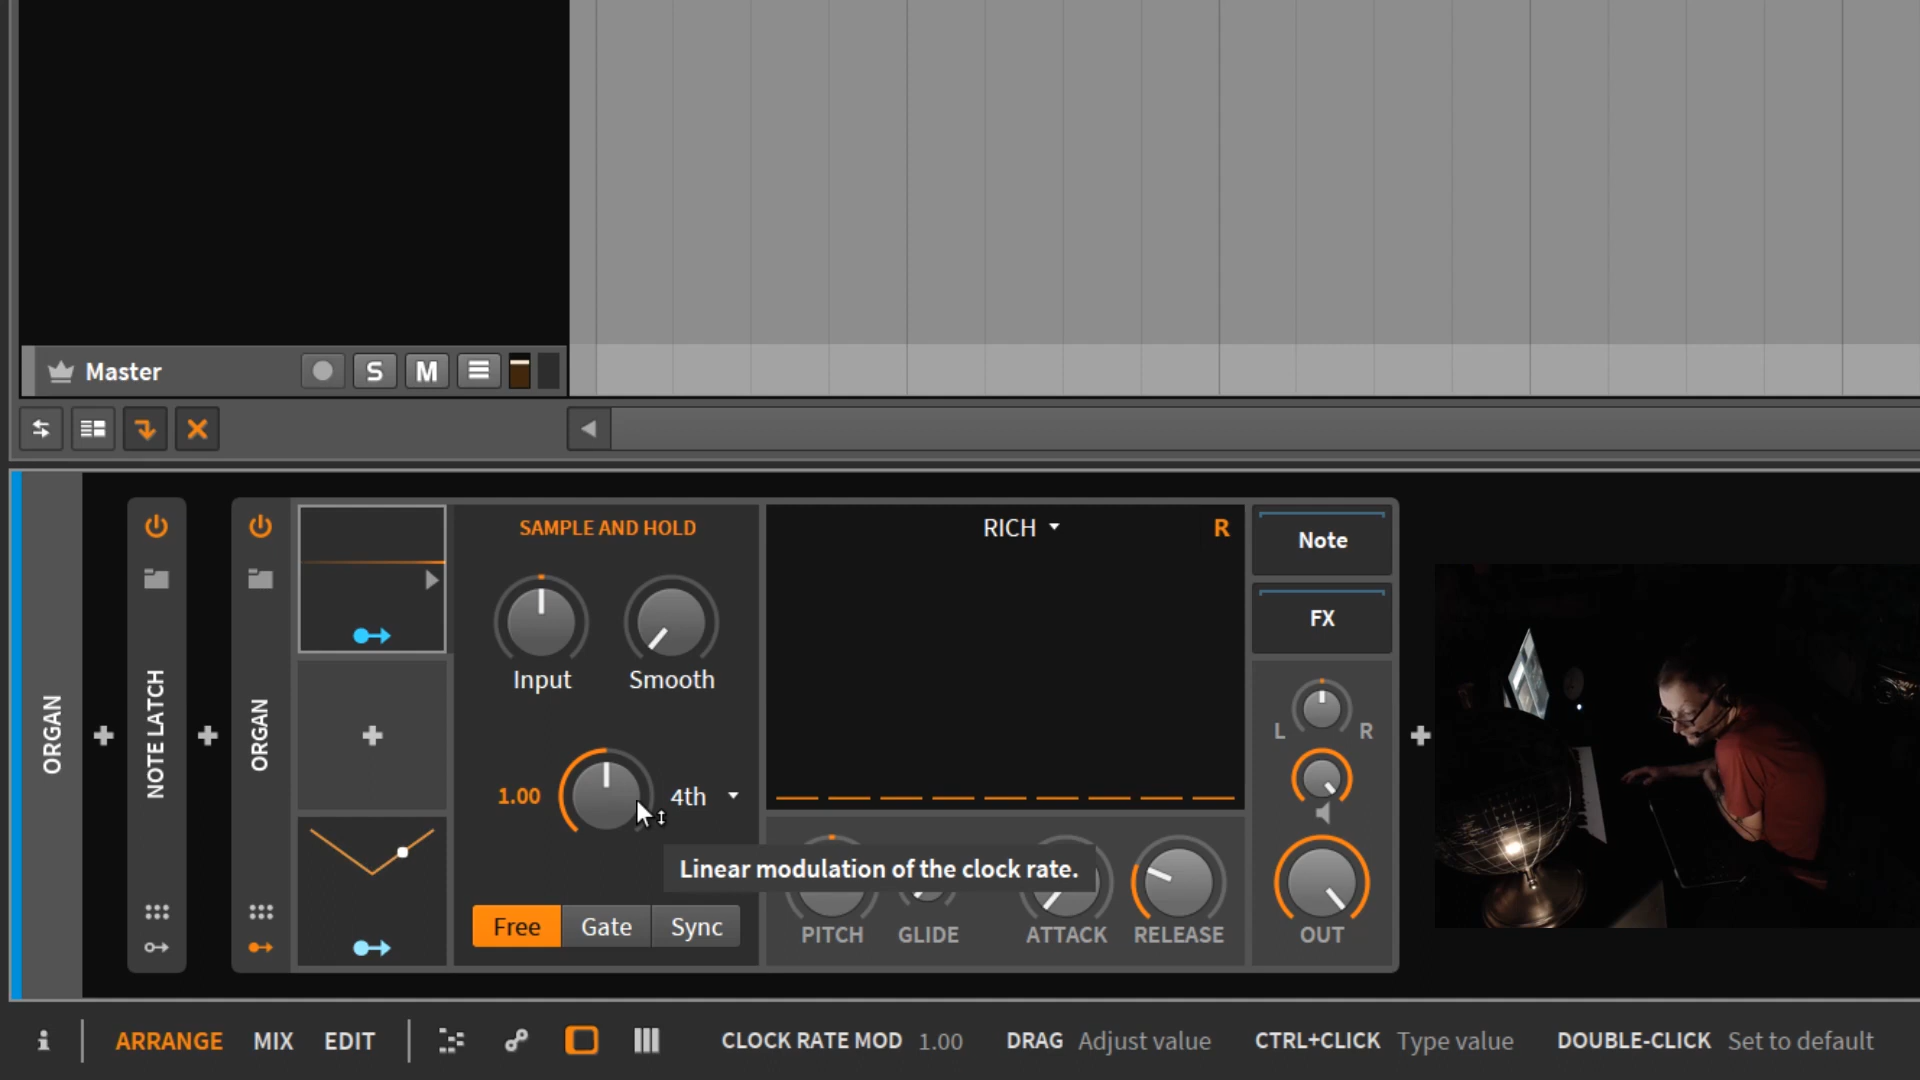 Master
S
M
ORGAN
NOTE LATCH
ORGAN
SAMPLE AND HOLD
Input
Smooth
1.00
4th
Free
Gate
Sync
RICH
R
Linear modulation of the clock rate.
PITCH
GLIDE
ATTACK
RELEASE
Note
FX
L
R
OUT
ARRANGE
MIX
EDIT
CLOCK RATE MOD 1.00
DRAG Adjust value
CTRL+CLICK Type value
DOUBLE-CLICK Set to default